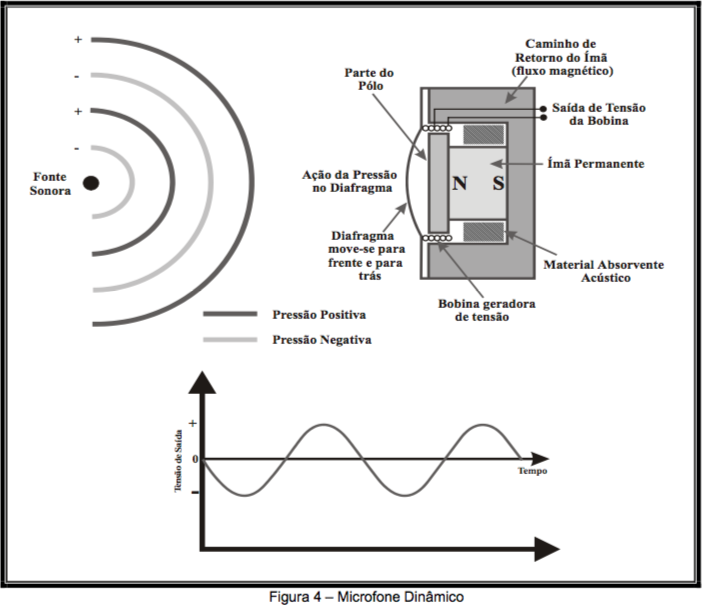 +
-
+
-
Fonte
Sonora
Caminho de
Retorno do Ímã
(fluxo magnético)
Parte do
Pólo
Saída de Tensão
da Bobina
Ação da Pressão
no Diafragma
Ímã Permanente
N S
Diafragma
move-se para
frente e para
trás
Material Absorvente
Acústico
Bobina geradora
de tensão
Pressão Positiva
Pressão Negativa
Tensão de Saída
+
0
-
Tempo
Figura 4 – Microfone Dinâmico